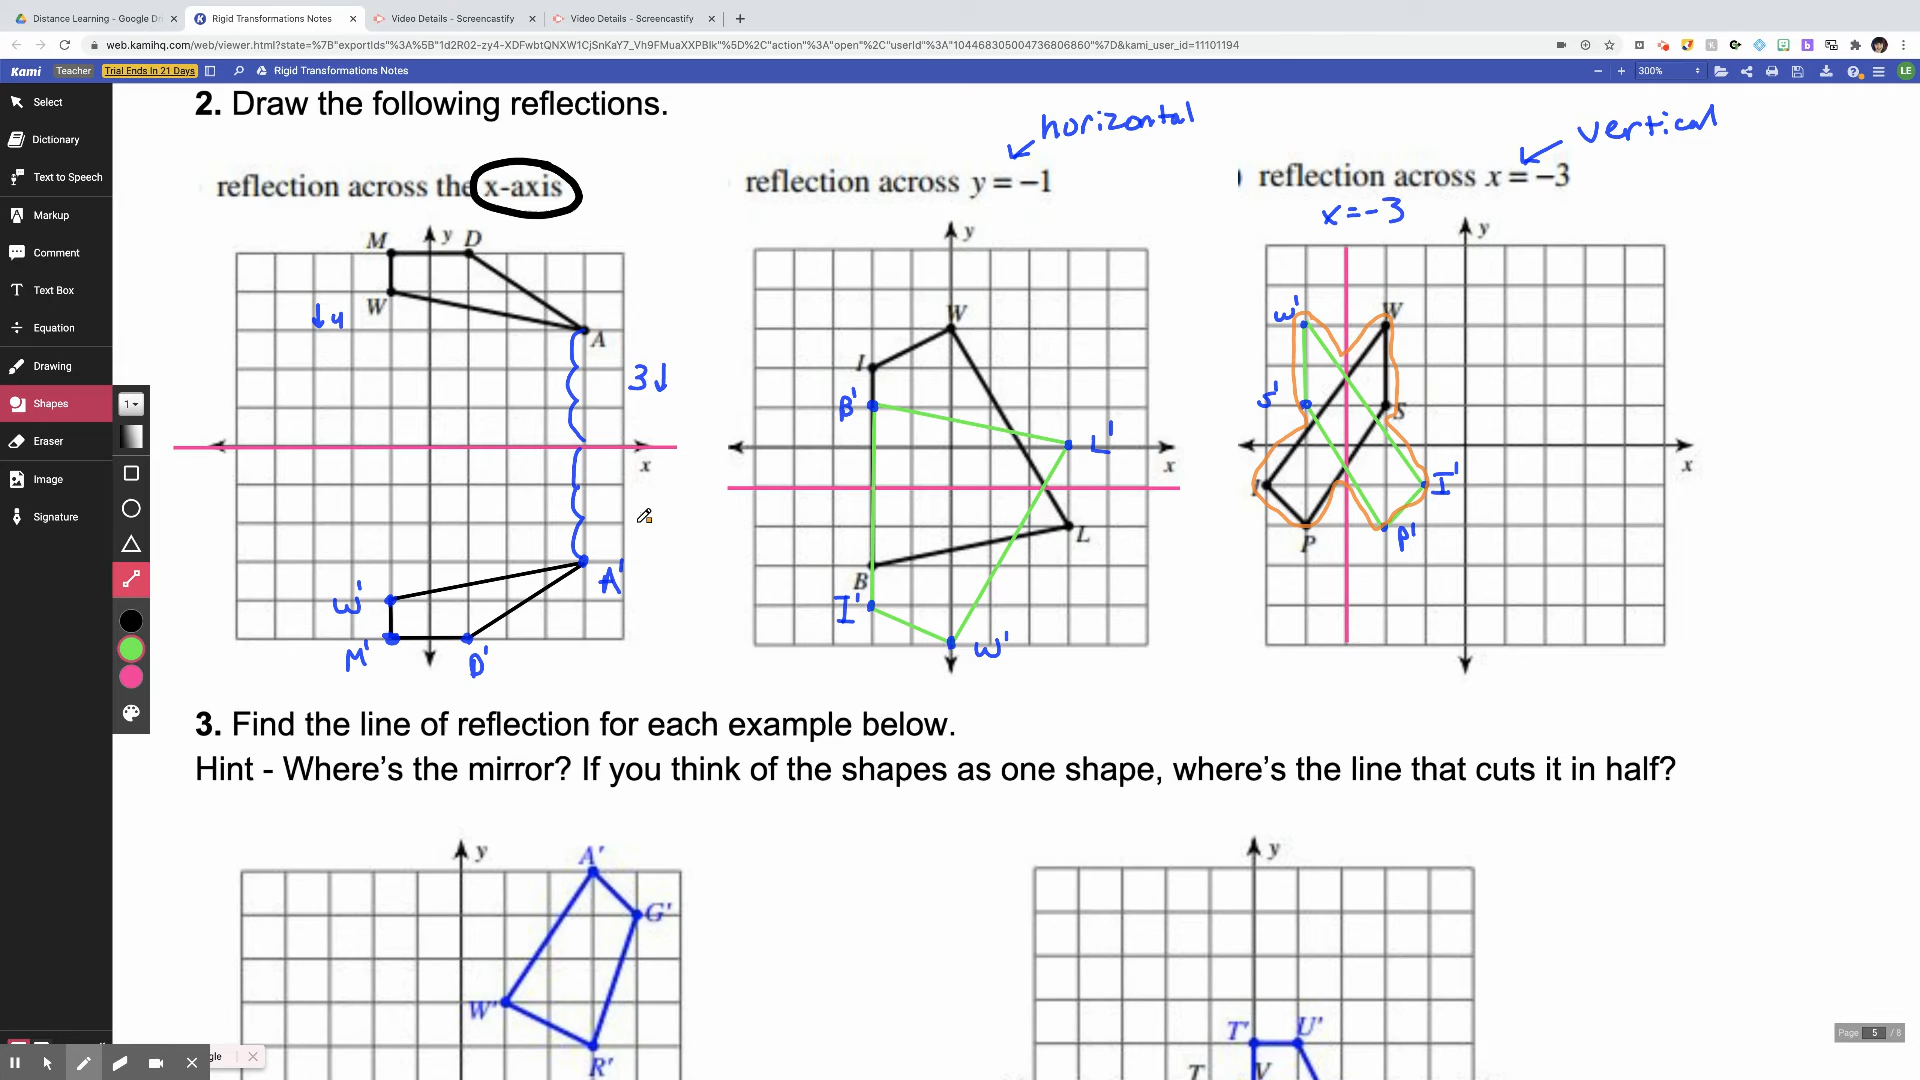 Distance Learning - Google Dr
Rigid Transformations Notes
Video Details - Screencastify
Video Details - Screencastify
web.kamihq.com/web/viewer.html?state=%7B"exportIds"%3A%5B"1d2R02-zy4-XDFwbtQNXW1CjSnKaY7_Vh9FMuaXXPBIk"%5D%2C"action"%3A"open"%2C"userId"%3A"104468305004736806860"%7D&kami_user_id=11101194
Kami Teacher Trial Ends In 21 Days Rigid Transformations Notes 300% LE
Select
Dictionary
Text to Speech
Markup
Comment
Text Box
Equation
Drawing
Shapes
Eraser
Image
Signature
1
2. Draw the following reflections.
horizontal
vertical
reflection across the x-axis
reflection across y = −1
reflection across x = −3
x=-3
M y D
W
↓4
A
3↓
x
A'
W'
M' D'
y
W
I
B'
L'
x
L
B
I'
W'
y
W' W
S' S
x
I'
P P'
3. Find the line of reflection for each example below.
Hint - Where's the mirror? If you think of the shapes as one shape, where's the line that cuts it in half?
y A'
G'
W'
R'
y
T' U'
T V
Page 5 / 8
gle